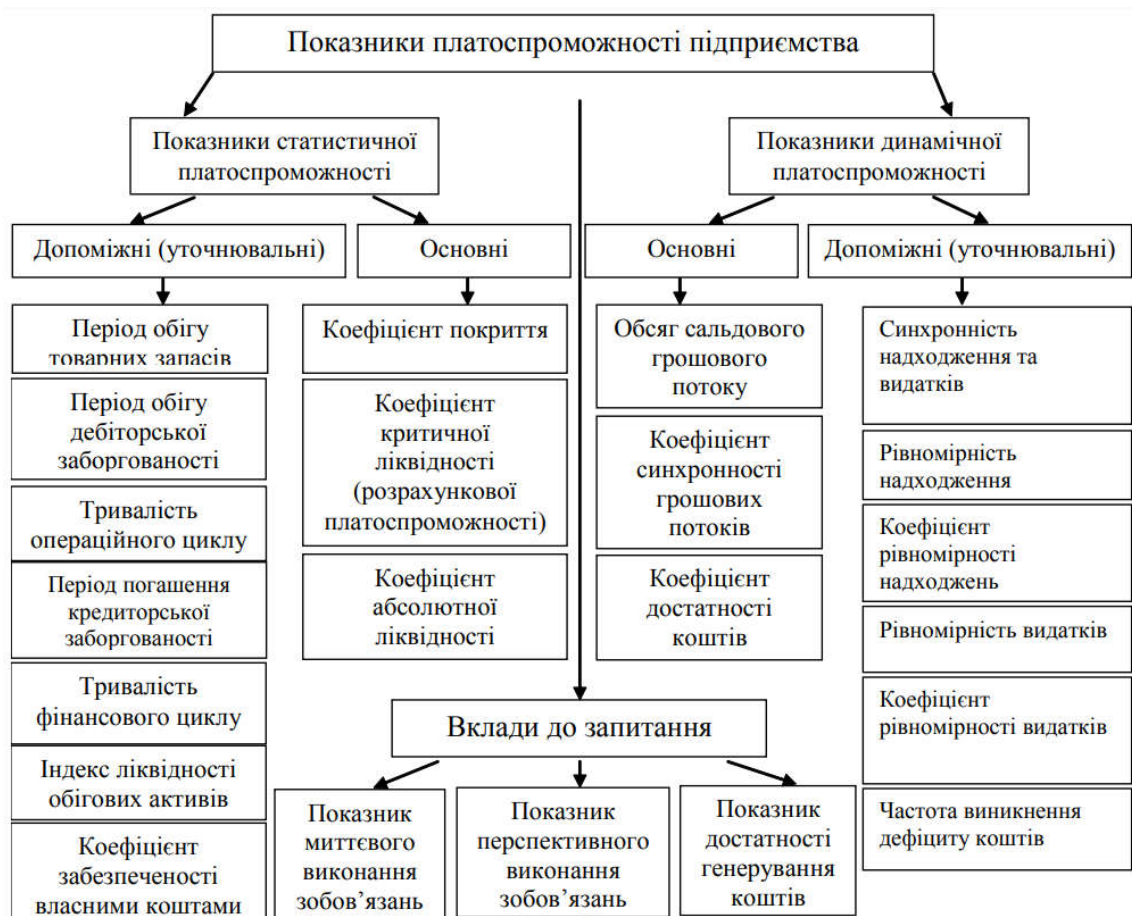 Показники платоспроможності підприємства
Показники статистичної
платоспроможності
Показники динамічної
платоспроможності
Допоміжні (уточнювальні)
Основні
Основні
Допоміжні (уточнювальні)
Період обігу
товарних запасів
Період обігу
дебіторської
заборгованості
Тривалість
операційного циклу
Період погашення
кредиторської
заборгованості
Тривалість
фінансового циклу
Індекс ліквідності
обігових активів
Коефіцієнт
забезпеченості
власними коштами
Коефіцієнт покриття
Коефіцієнт
критичної
ліквідності
(розрахункової
платоспроможності)
Коефіцієнт
абсолютної
ліквідності
Обсяг сальдового
грошового
потоку
Коефіцієнт
синхронності
грошових
потоків
Коефіцієнт
достатності
коштів
Синхронність
надходження та
видатків
Рівномірність
надходження
Коефіцієнт
рівномірності
надходжень
Рівномірність видатків
Коефіцієнт
рівномірності видатків
Частота виникнення
дефіциту коштів
Вклади до запитання
Показник
миттєвого
виконання
зобов’язань
Показник
перспективного
виконання
зобов’язань
Показник
достатності
генерування
коштів